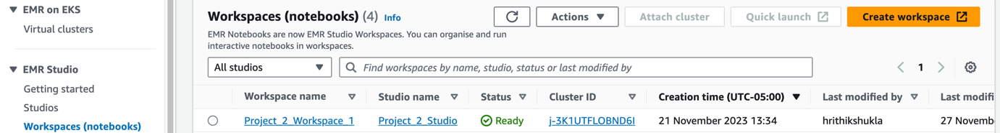 EMR on EKS
Virtual clusters
EMR Studio
Getting started
Studios
Workspaces (notebooks)
Workspaces (notebooks) (4) Info
Actions
Attach cluster
Quick launch
Create workspace
EMR Notebooks are now EMR Studio Workspaces. You can organise and run
interactive notebooks in workspaces.
All studios
Find workspaces by name, studio, status or last modified by
1
Workspace name Studio name Status Cluster ID Creation time (UTC-05:00) Last modified by Last modifi
Project_2_Workspace_1 Project_2_Studio Ready j-3K1UTFLOBND6I 21 November 2023 13:34 hrithikshukla 27 Novemb